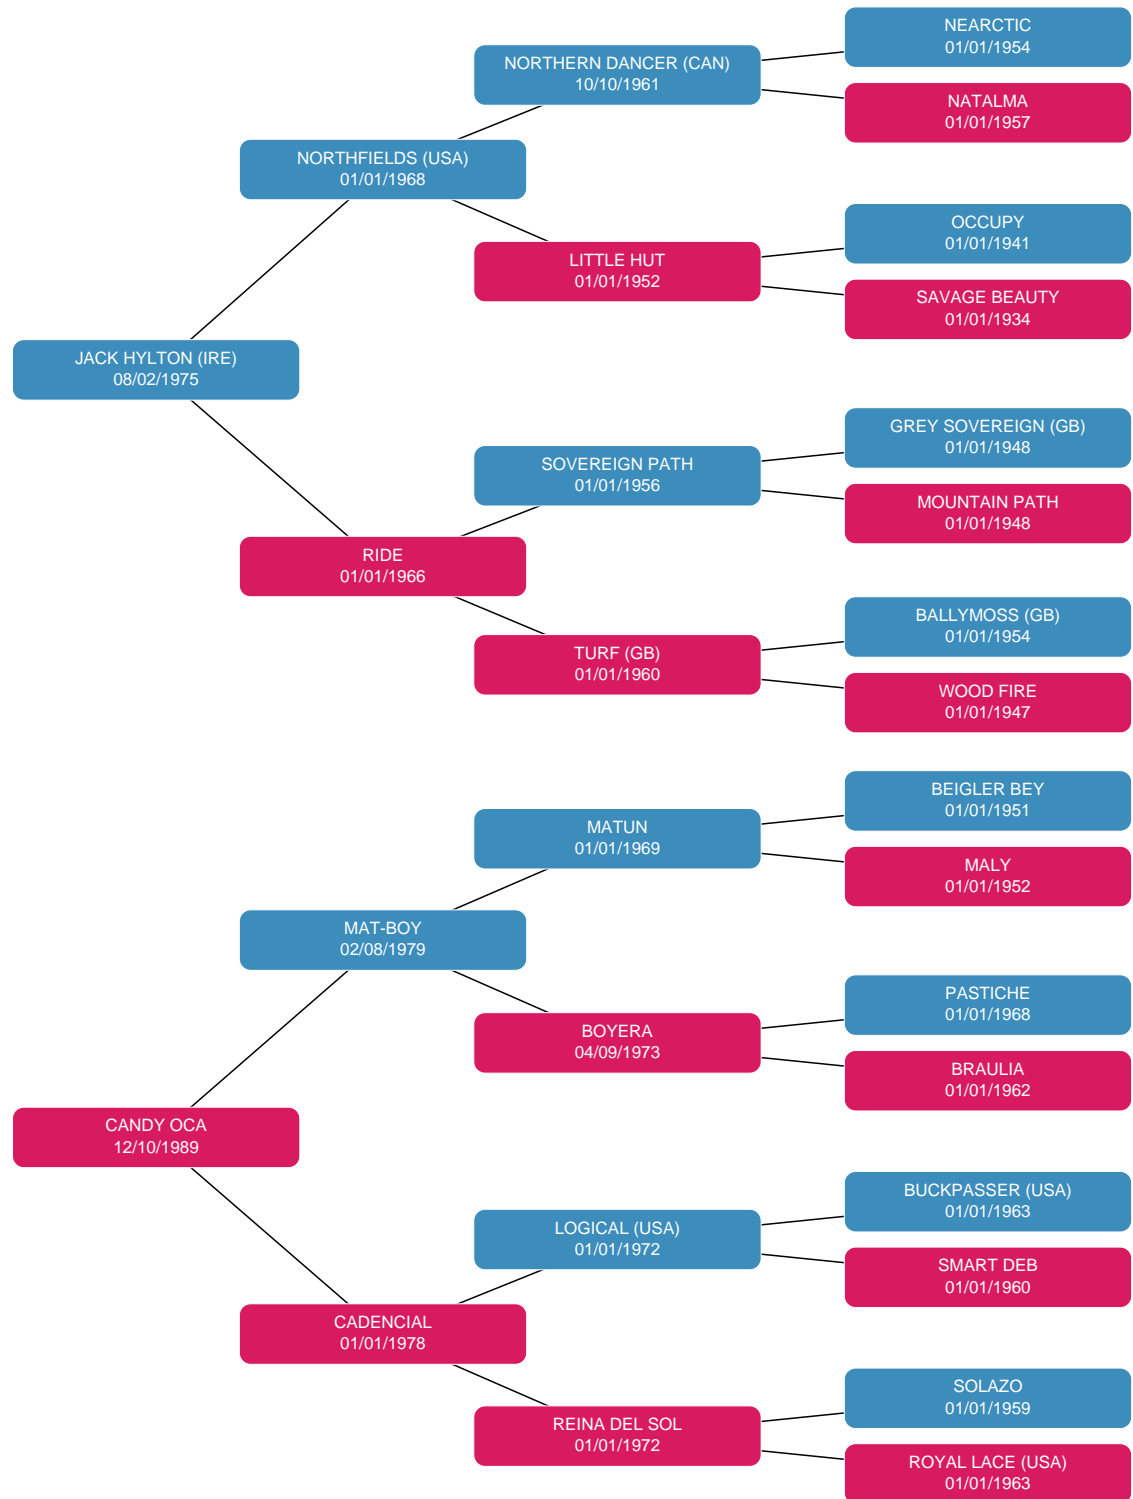 NEARCTIC
01/01/1954
NORTHERN DANCER (CAN)
10/10/1961
NATALMA
01/01/1957
NORTHFIELDS (USA)
01/01/1968
OCCUPY
01/01/1941
LITTLE HUT
01/01/1952
SAVAGE BEAUTY
01/01/1934
JACK HYLTON (IRE)
08/02/1975
GREY SOVEREIGN (GB)
01/01/1948
SOVEREIGN PATH
01/01/1956
MOUNTAIN PATH
01/01/1948
RIDE
01/01/1966
BALLYMOSS (GB)
01/01/1954
TURF (GB)
01/01/1960
WOOD FIRE
01/01/1947
BEIGLER BEY
01/01/1951
MATUN
01/01/1969
MALY
01/01/1952
MAT-BOY
02/08/1979
PASTICHE
01/01/1968
BOYERA
04/09/1973
BRAULIA
01/01/1962
CANDY OCA
12/10/1989
BUCKPASSER (USA)
01/01/1963
LOGICAL (USA)
01/01/1972
SMART DEB
01/01/1960
CADENCIAL
01/01/1978
SOLAZO
01/01/1959
REINA DEL SOL
01/01/1972
ROYAL LACE (USA)
01/01/1963